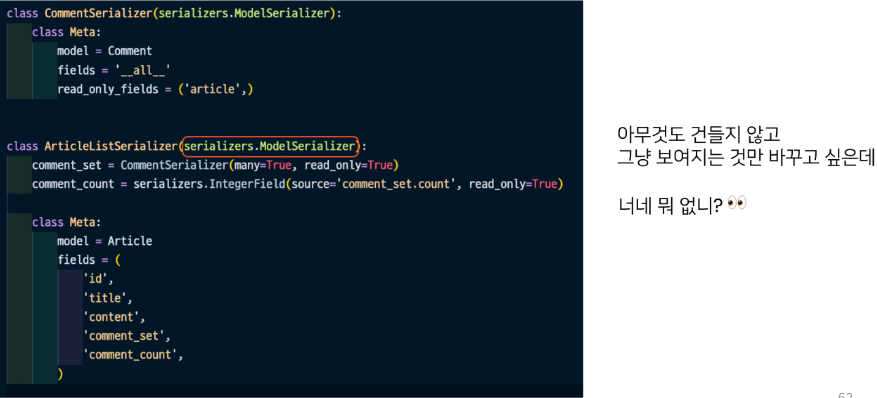 class CommentSerializer(serializers.ModelSerializer):
class Meta:
model = Comment
fields = '__all__'
read_only_fields = ('article',)
class ArticleListSerializer(serializers.ModelSerializer):
comment_set = CommentSerializer(many=True, read_only=True)
comment_count = serializers.IntegerField(source='comment_set.count', read_only=True)
class Meta:
model = Article
fields = (
'id',
'title',
'content',
'comment_set',
'comment_count',
)
아무것도 건들지 않고
그냥 보여지는 것만 바꾸고 싶은데
너네 뭐 없니? 👀
62